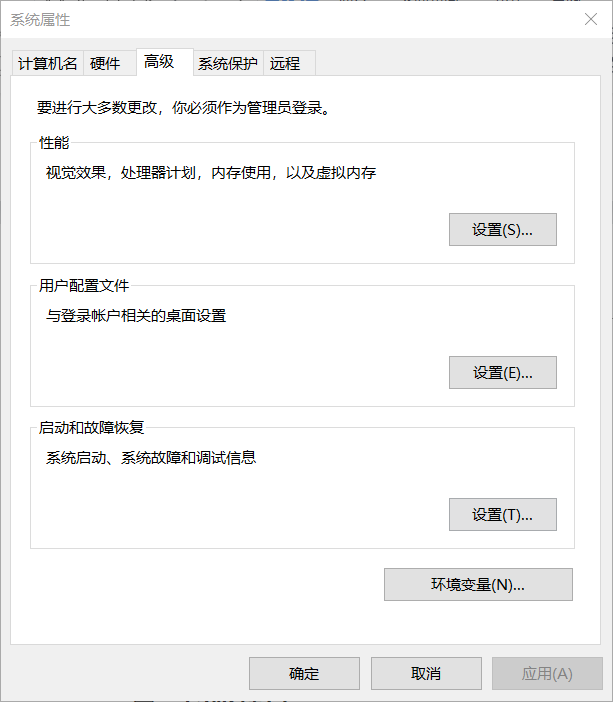 系统属性
计算机名 硬件 高级 系统保护 远程
要进行大多数更改，你必须作为管理员登录。
性能
视觉效果，处理器计划，内存使用，以及虚拟内存
设置(S)...
用户配置文件
与登录帐户相关的桌面设置
设置(E)...
启动和故障恢复
系统启动、系统故障和调试信息
设置(T)...
环境变量(N)...
确定 取消 应用(A)